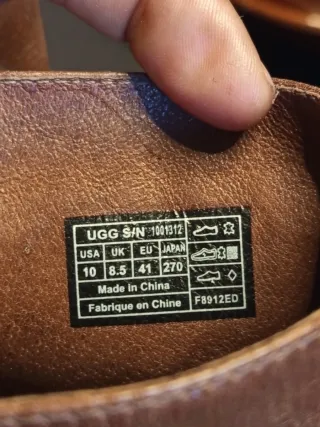 UGG S/N 1001312
USA UK EU JAPAN
10 8.5 41 270
Made in China
Fabrique en Chine
F8912ED